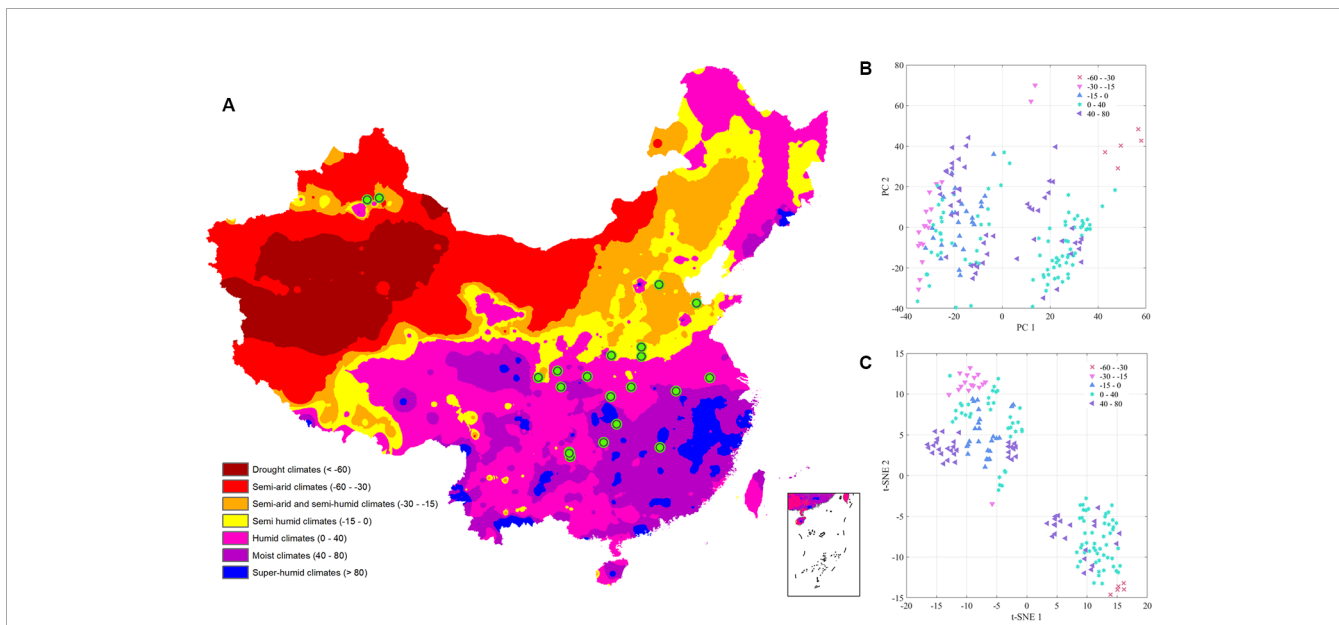 A
Drought climates (< -60)
Semi-arid climates (-60 - -30)
Semi-arid and semi-humid climates (-30 - -15)
Semi humid climates (-15 - 0)
Humid climates (0 - 40)
Moist climates (40 - 80)
Super-humid climates (> 80)
B
80
60
40
20
0
-20
-40
PC 2
-40
-20
0
20
40
60
PC 1
-60 - -30
-30 - -15
-15 - 0
0 - 40
40 - 80
C
15
10
5
0
-5
-10
-15
t-SNE 2
-20
-15
-10
-5
0
5
10
15
20
t-SNE 1
-60 - -30
-30 - -15
-15 - 0
0 - 40
40 - 80